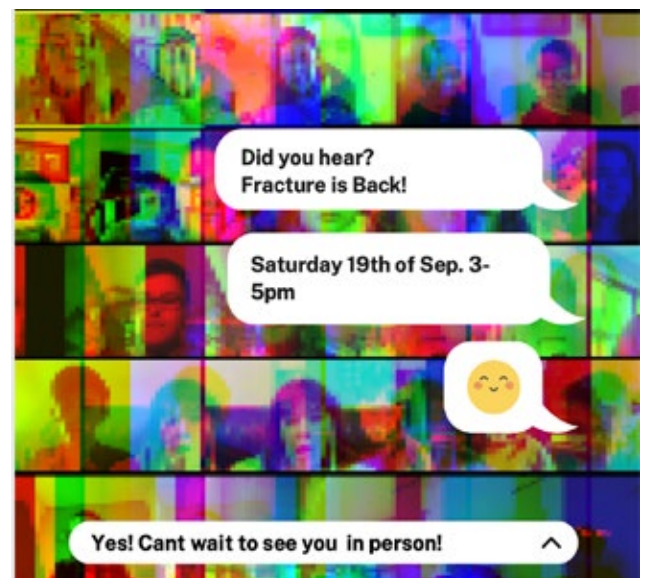 Did you hear?
Fracture is Back!
Saturday 19th of Sep. 3-
5pm
Yes! Cant wait to see you in person!